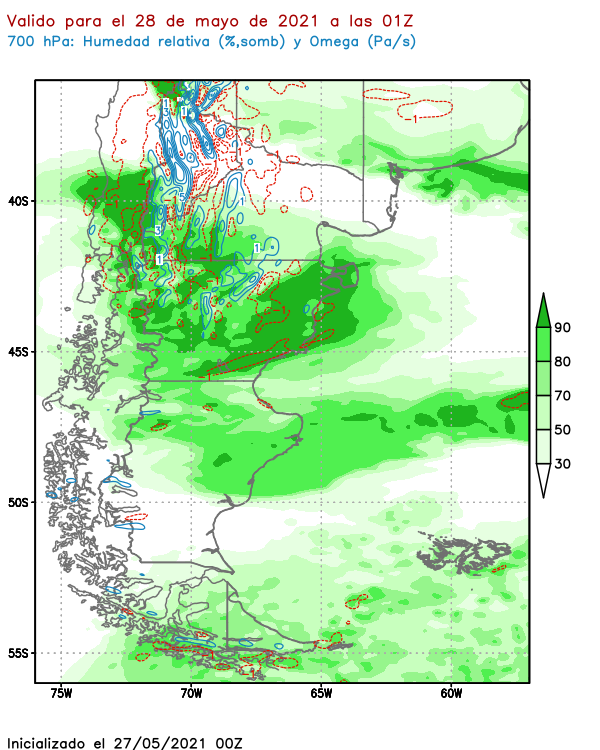 Valido para el 28 de mayo de 2021 a las 01Z
700 hPa: Humedad relativa (%,somb) y Omega (Pa/s)
3
1
-1
1
40S
3
1
1
90
45S
80
70
50
30
50S
55S
-1
75W
70W
65W
60W
Inicializado el 27/05/2021 00Z